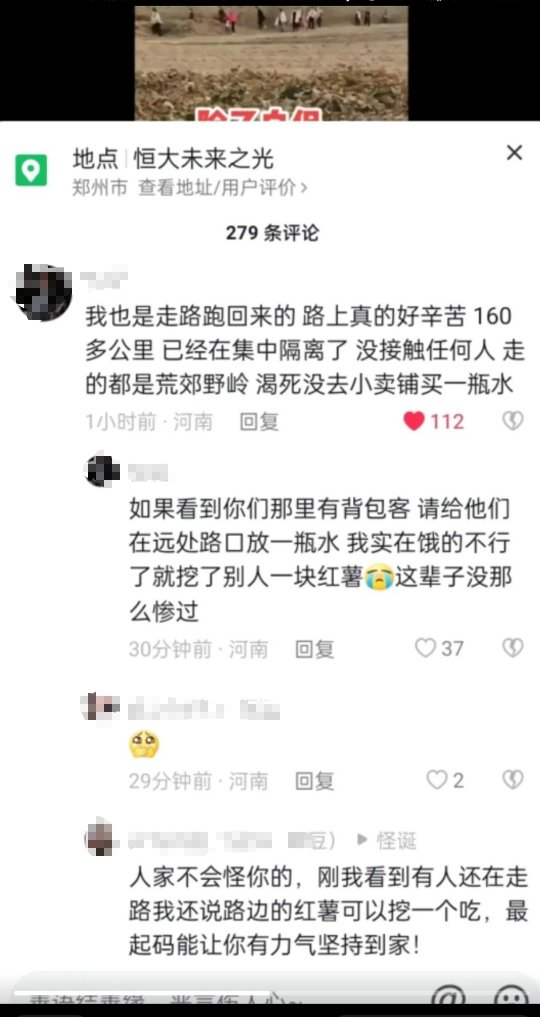 地点 | 恒大未来之光
郑州市 查看地址/用户评价 >
279 条评论
我也是走路跑回来的 路上真的好辛苦 160
多公里 已经在集中隔离了 没接触任何人 走
的都是荒郊野岭 渴死没去小卖铺买一瓶水
1小时前 · 河南 回复 112
如果看到你们那里有背包客 请给他们
在远处路口放一瓶水 我实在饿的不行
了就挖了别人一块红薯😭这辈子没那
么惨过
30分钟前 · 河南 回复 37
🥺
29分钟前 · 河南 回复 2
▶ 怪诞
人家不会怪你的，刚我看到有人还在走
路我还说路边的红薯可以挖一个吃，最
起码能让你有力气坚持到家！